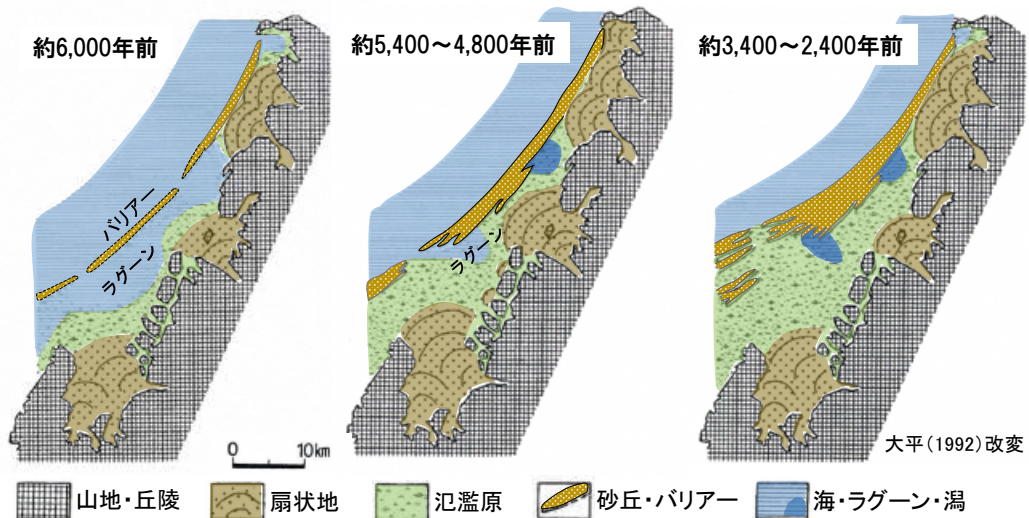 約6,000年前
約5,400～4,800年前
約3,400～2,400年前
バリアー
ラグーン
ラグーン
0 10km
大平(1992)改変
山地・丘陵
扇状地
氾濫原
砂丘・バリアー
海・ラグーン・潟